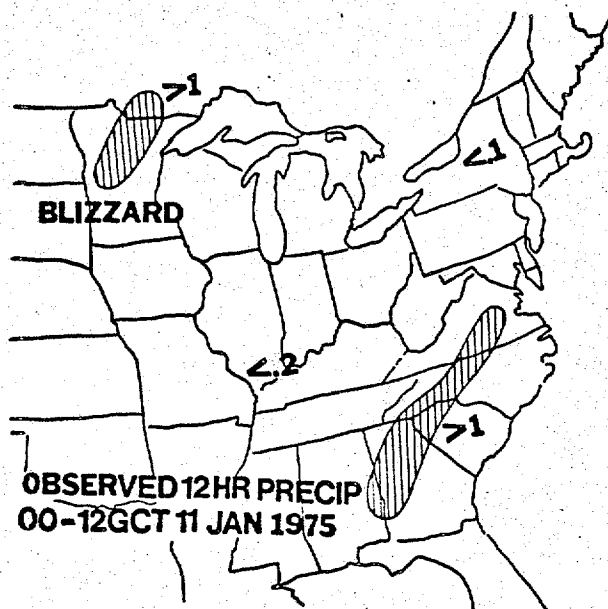 >1
<1
BLIZZARD
<.2
>1
OBSERVED 12HR PRECIP
00-12GCT 11 JAN 1975